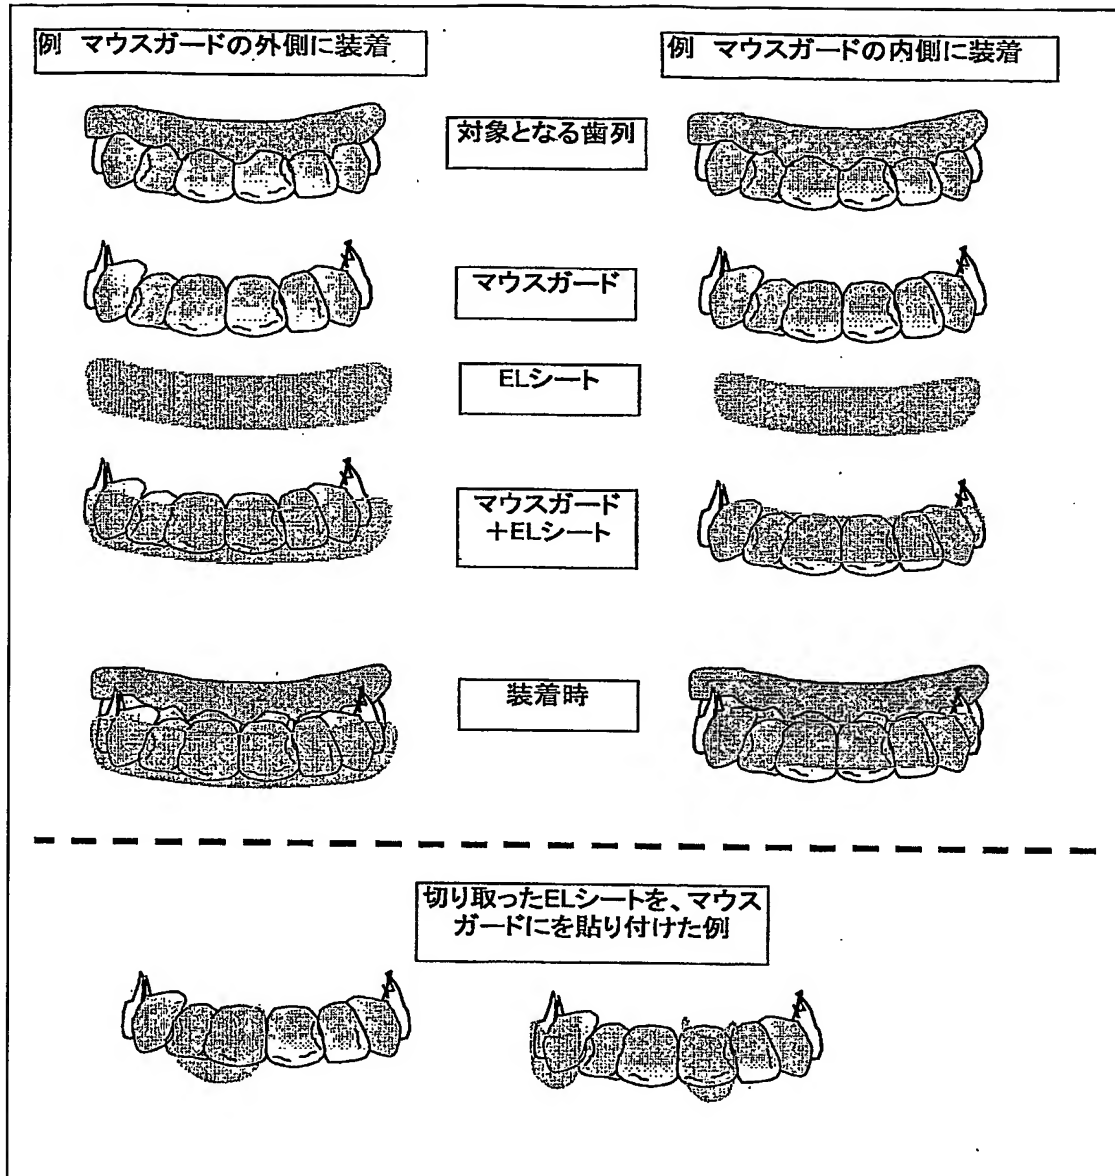 例　マウスガードの外側に装着
例　マウスガードの内側に装着
対象となる歯列
マウスガード
ELシート
マウスガード
+ELシート
装着時
切り取ったELシートを、マウス
ガードにを貼り付けた例